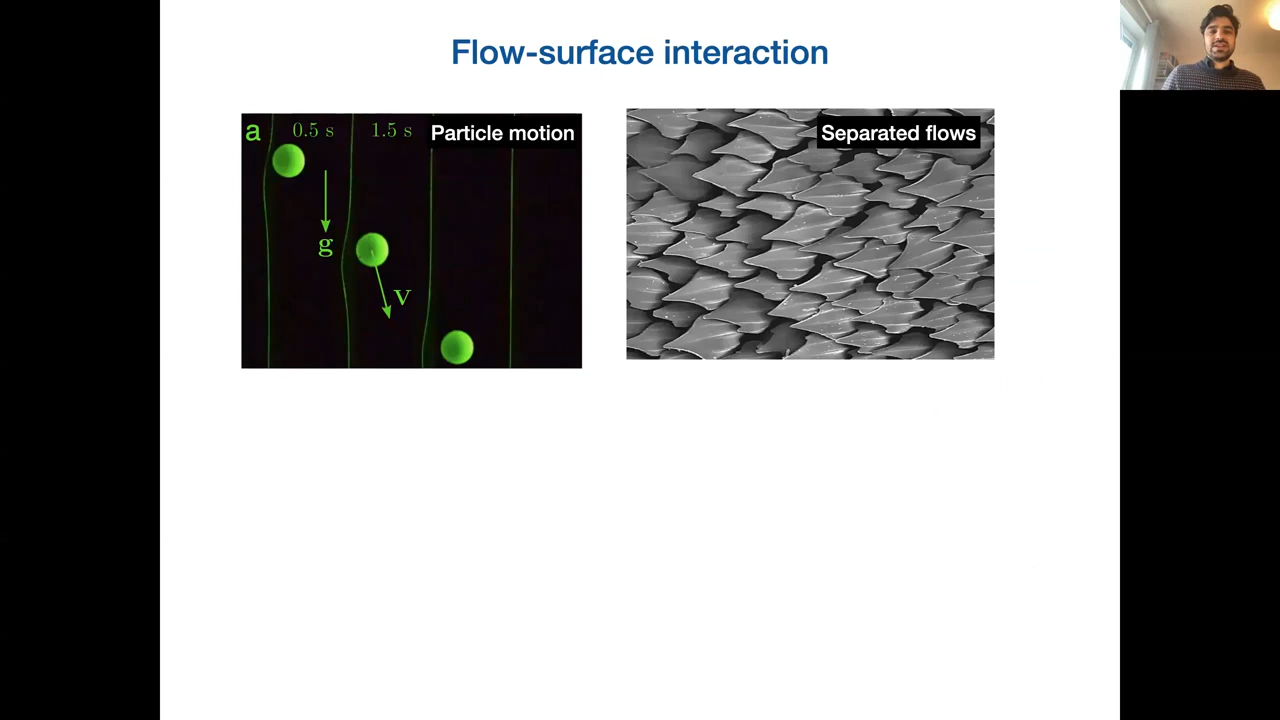 Flow-surface interaction
a 0.5 s 1.5 s Particle motion
g
v
Separated flows